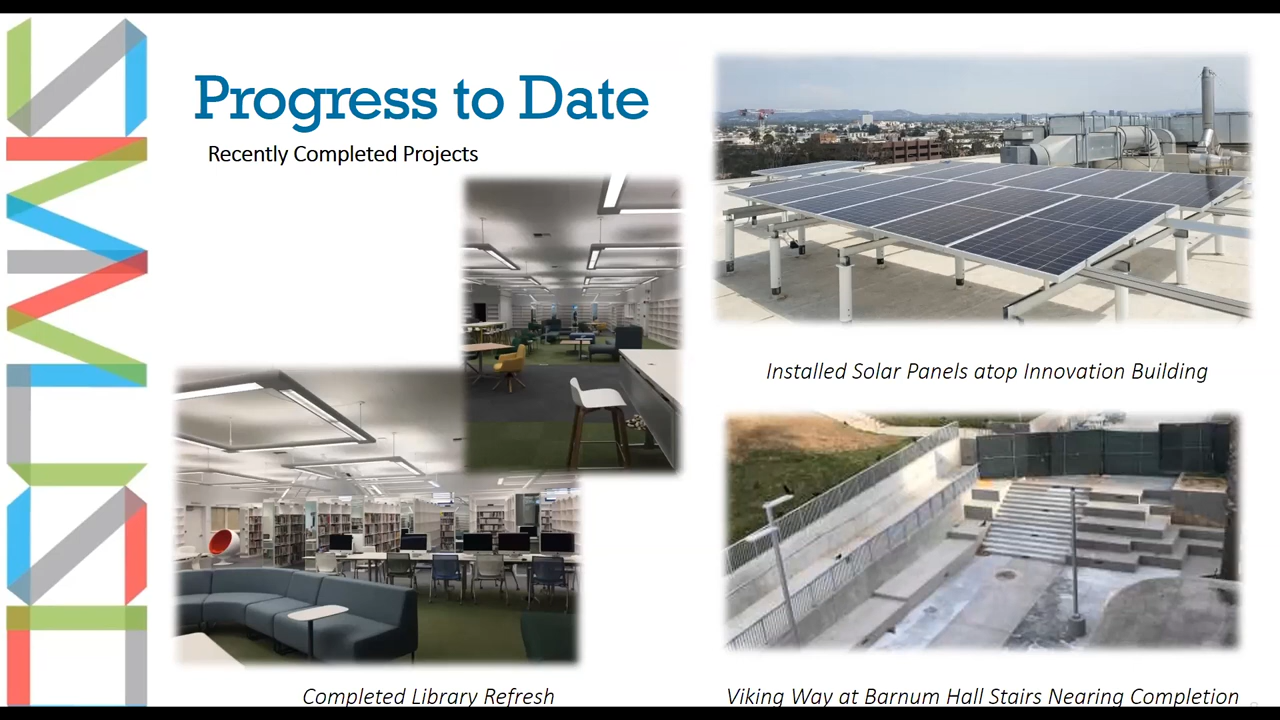 Progress to Date
Recently Completed Projects
Installed Solar Panels atop Innovation Building
Completed Library Refresh
Viking Way at Barnum Hall Stairs Nearing Completion